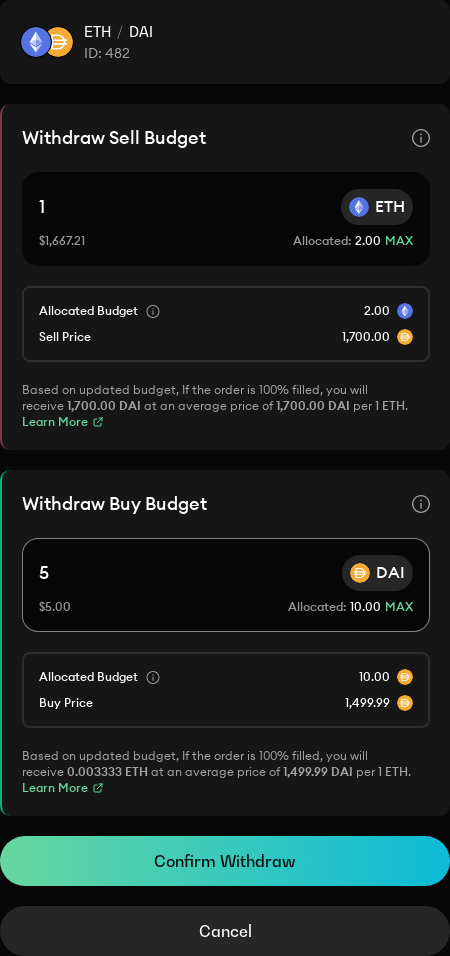 ETH / DAI
ID: 482
Withdraw Sell Budget
1 ETH
$1,667.21 Allocated: 2.00 MAX
Allocated Budget 2.00
Sell Price 1,700.00
Based on updated budget, If the order is 100% filled, you will
receive 1,700.00 DAI at an average price of 1,700.00 DAI per 1 ETH.
Learn More
Withdraw Buy Budget
5 DAI
$5.00 Allocated: 10.00 MAX
Allocated Budget 10.00
Buy Price 1,499.99
Based on updated budget, If the order is 100% filled, you will
receive 0.003333 ETH at an average price of 1,499.99 DAI per 1 ETH.
Learn More
Confirm Withdraw
Cancel